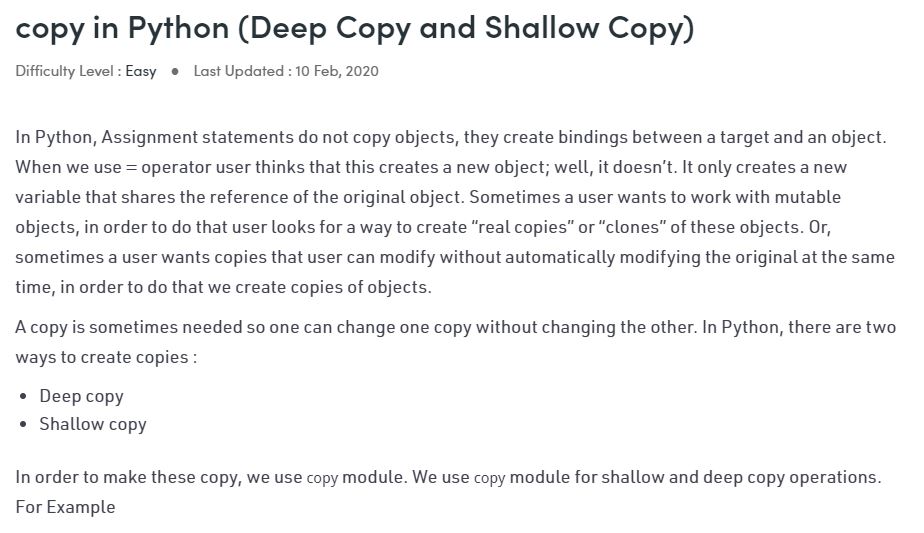 copy in Python (Deep Copy and Shallow Copy)
Difficulty Level : Easy ● Last Updated : 10 Feb, 2020
In Python, Assignment statements do not copy objects, they create bindings between a target and an object.
When we use = operator user thinks that this creates a new object; well, it doesn’t. It only creates a new
variable that shares the reference of the original object. Sometimes a user wants to work with mutable
objects, in order to do that user looks for a way to create “real copies” or “clones” of these objects. Or,
sometimes a user wants copies that user can modify without automatically modifying the original at the same
time, in order to do that we create copies of objects.
A copy is sometimes needed so one can change one copy without changing the other. In Python, there are two
ways to create copies :
• Deep copy
• Shallow copy
In order to make these copy, we use copy module. We use copy module for shallow and deep copy operations.
For Example